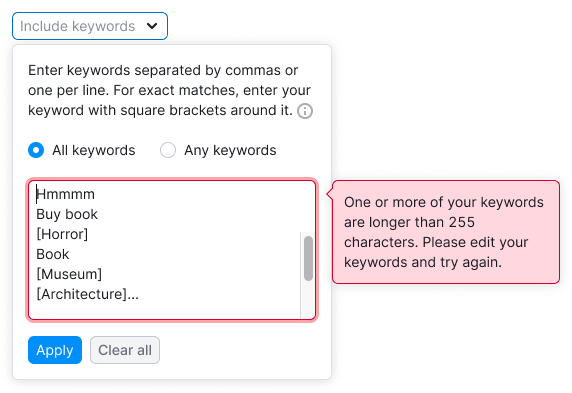 Include keywords
Enter keywords separated by commas or
one per line. For exact matches, enter your
keyword with square brackets around it.
All keywords
Any keywords
Hmmmm
Buy book
[Horror]
Book
[Museum]
[Architecture]...
One or more of your keywords
are longer than 255
characters. Please edit your
keywords and try again.
Apply
Clear all